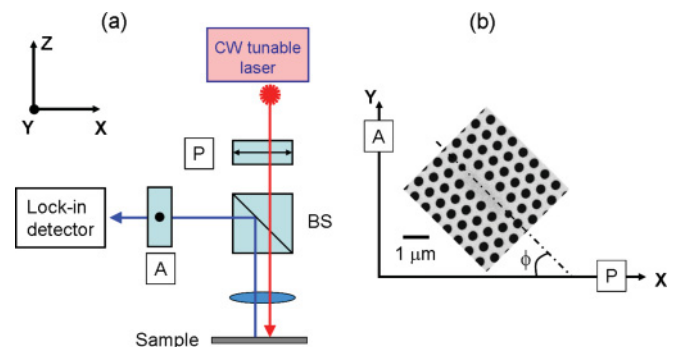 (a)
(b)
Z
Y
X
CW tunable
laser
P
BS
Lock-in
detector
A
Sample
Y
A
1 μm
ϕ
P
X